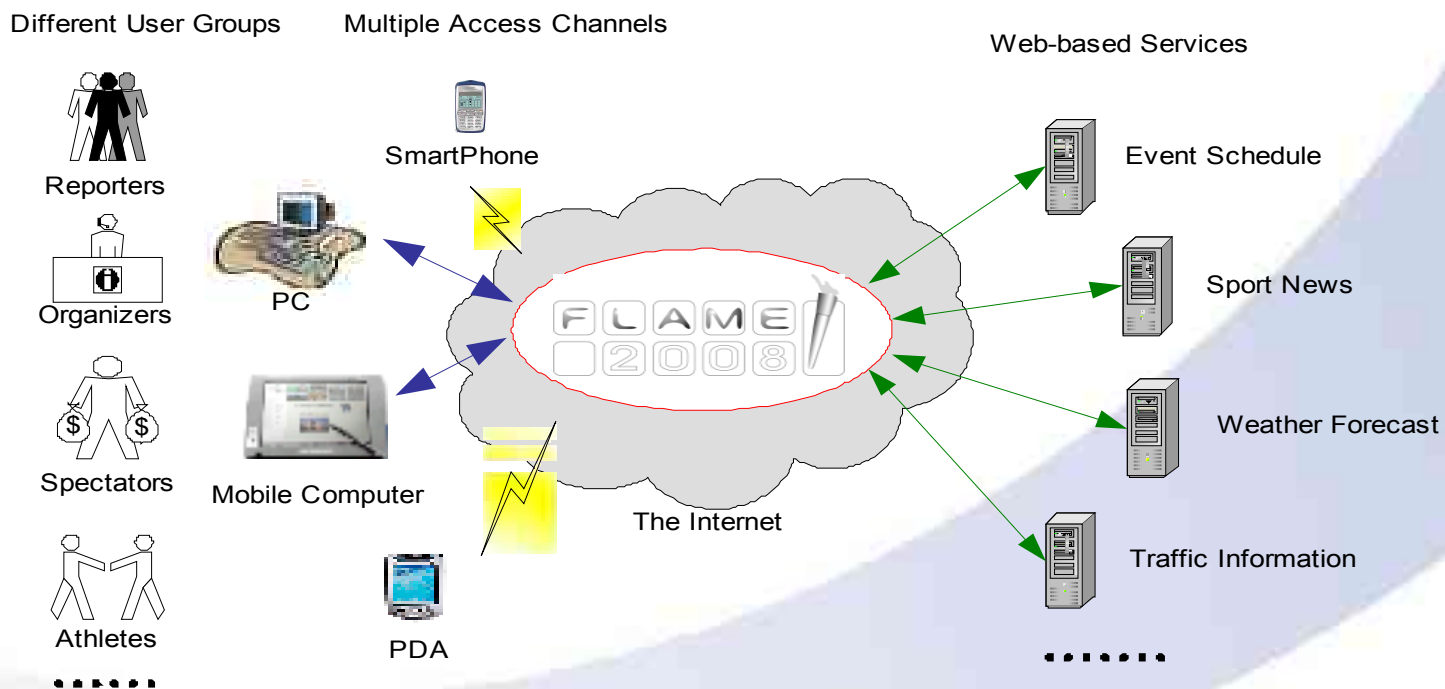 Different User Groups
Multiple Access Channels
Web-based Services
SmartPhone
Event Schedule
Reporters
PC
Sport News
Organizers
FLAME
2008
$ $
Weather Forecast
Spectators
Mobile Computer
The Internet
Traffic Information
Athletes
PDA